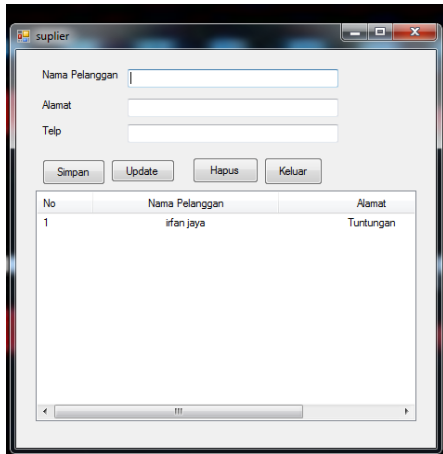 suplier
Nama Pelanggan
Alamat
Telp
Simpan Update Hapus Keluar
No Nama Pelanggan Alamat
1 irfan jaya Tuntungan